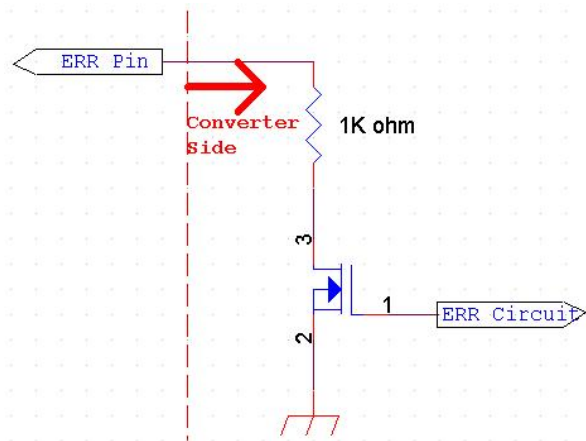 ERR Pin
Converter
Side
1K ohm
3
1
ERR Circuit
2